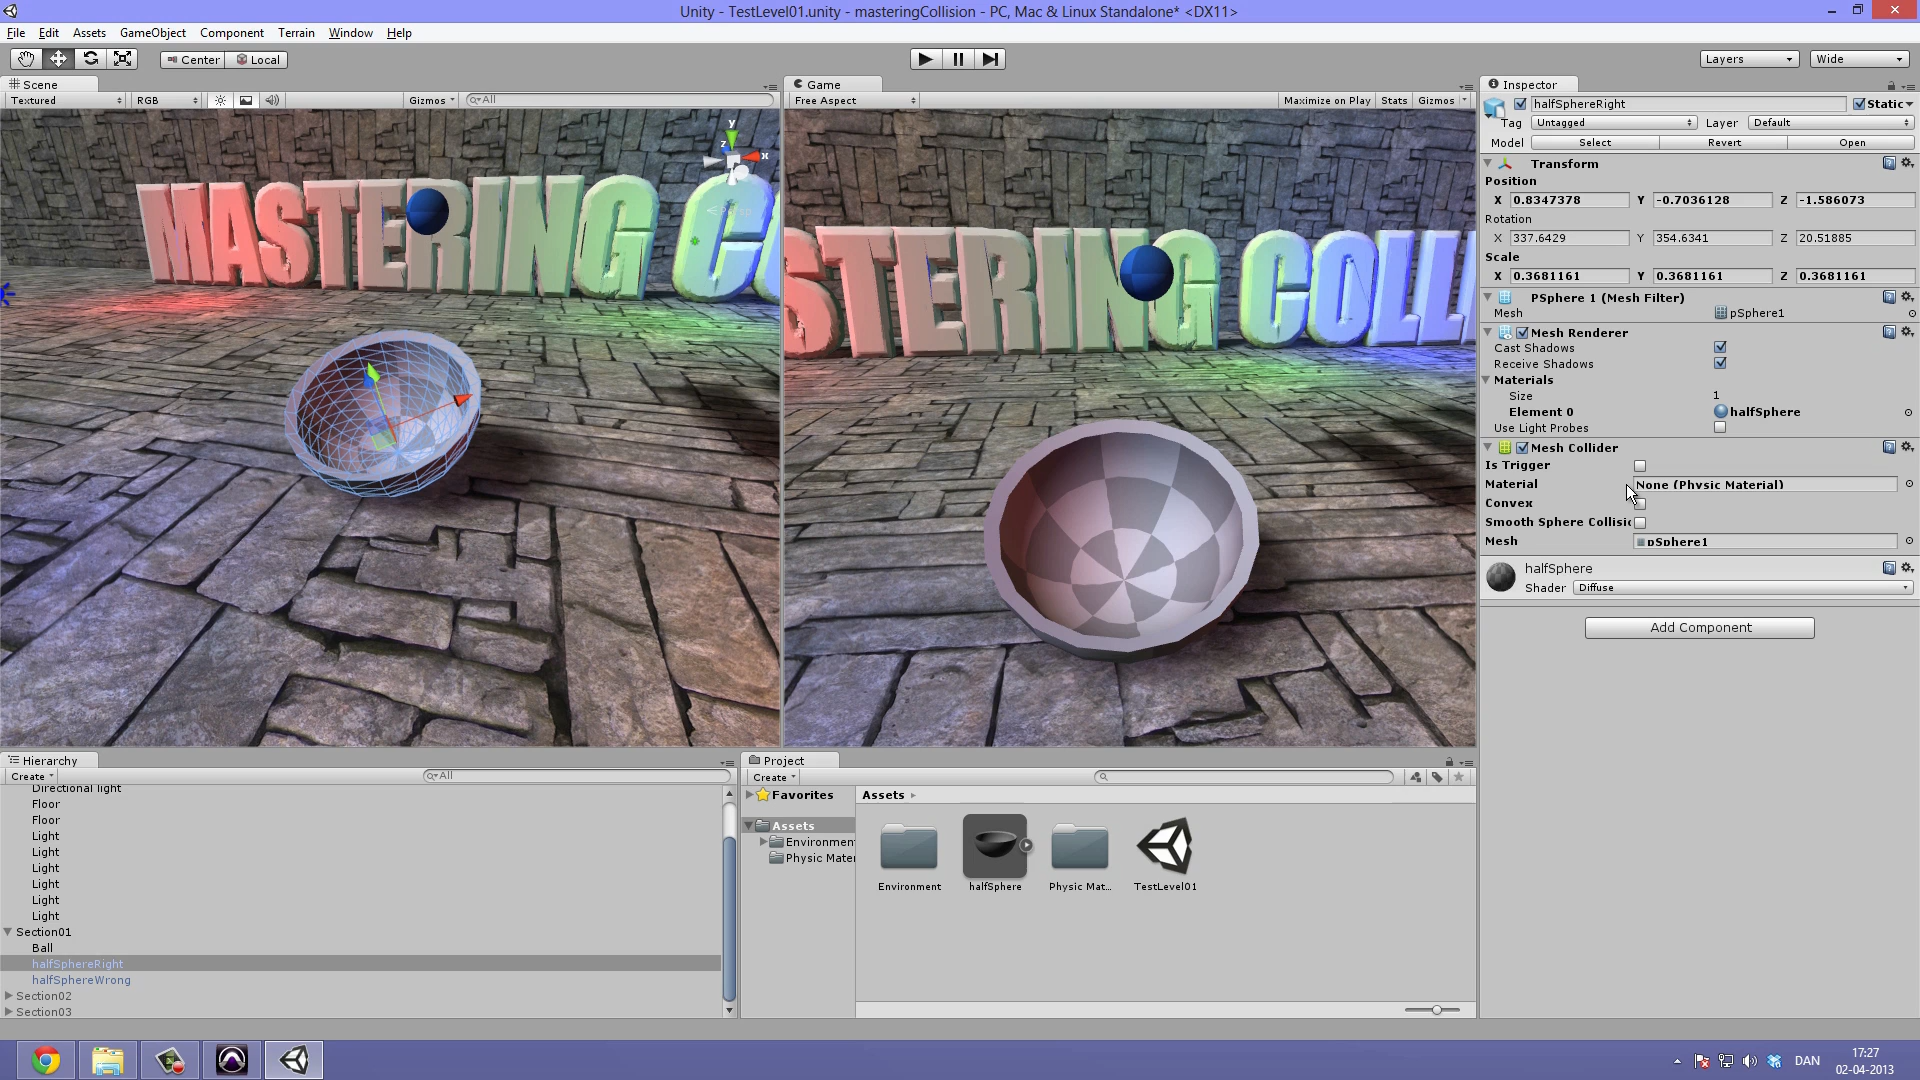 Unity - TestLevel01.unity - masteringCollision - PC, Mac & Linux Standalone* <DX11>
File Edit Assets GameObject Component Terrain Window Help
Center Local
Layers Wide
Scene
Textured RGB Gizmos All
y
z
x
Persp
MASTERING C
Game
Free Aspect Maximize on Play Stats Gizmos
STERING COLL
Inspector
halfSphereRight Static
Tag Untagged Layer Default
Model Select Revert Open
Transform
Position
X 0.8347378 Y -0.7036128 Z -1.586073
Rotation
X 337.6429 Y 354.6341 Z 20.51885
Scale
X 0.3681161 Y 0.3681161 Z 0.3681161
PSphere 1 (Mesh Filter)
Mesh pSphere1
Mesh Renderer
Cast Shadows
Receive Shadows
Materials
Size 1
Element 0 halfSphere
Use Light Probes
Mesh Collider
Is Trigger
Material None (Physic Material)
Convex
Smooth Sphere Collisic
Mesh pSphere1
halfSphere
Shader Diffuse
Add Component
Hierarchy
Create All
Directional light
Floor
Floor
Light
Light
Light
Light
Light
Light
Section01
Ball
halfSphereRight
halfSphereWrong
Section02
Section03
Project
Create
Favorites
Assets
Environmen
Physic Mater
Assets
Environment halfSphere Physic Mat... TestLevel01
DAN
17:27
02-04-2013